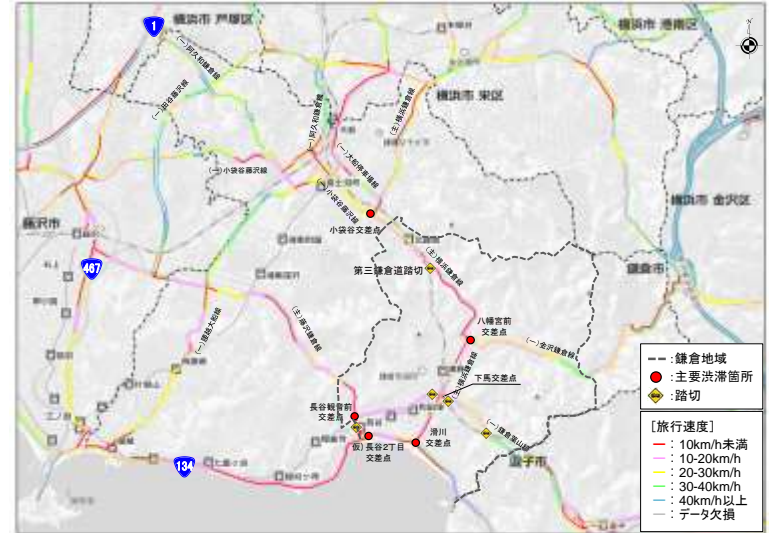 横浜市 戸塚区
横浜市 港南区
1
(一)阿久和鎌倉線
(一)田谷藤沢線
横浜市 栄区
(主)横浜鎌倉線
(一)阿久和鎌倉線
(一)大船停車場線
(一)小袋谷藤沢線
(一)小袋谷藤沢線
横浜市 金沢区
藤沢市
小袋谷交差点
(主)横浜鎌倉線
467
第三鎌倉道踏切
鎌倉市
(主)藤沢鎌倉線
(一)腰越大船線
八幡宮前
交差点
(一)金沢鎌倉線
(主)横浜鎌倉線
下馬交差点
長谷観音前
交差点
滑川
交差点
(仮)長谷2丁目
交差点
(一)鎌倉葉山線
逗子市
134
:鎌倉地域
:主要渋滞箇所
:踏切
[旅行速度]
:10km/h未満
:10-20km/h
:20-30km/h
:30-40km/h
:40km/h以上
:データ欠損